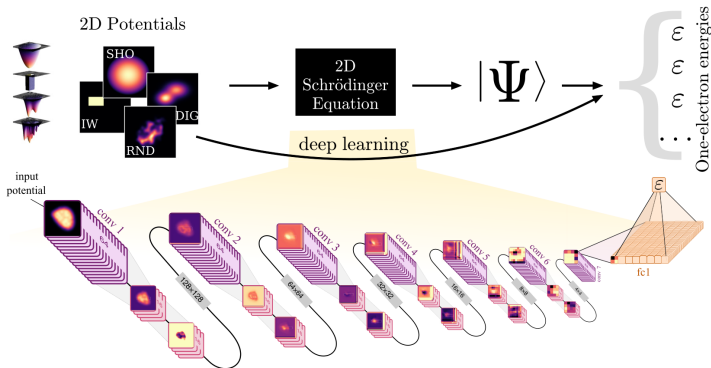 2D Potentials
SHO
IW
DIG
RND
2D
Schrödinger
Equation
|Ψ⟩
ε
ε
ε
...
One-electron energies
deep learning
input
potential
conv 1
conv 2
conv 3
conv 4
conv 5
conv 6
conv 7
128×128
64×64
32×32
16×16
8×8
4×4
ε
fc1